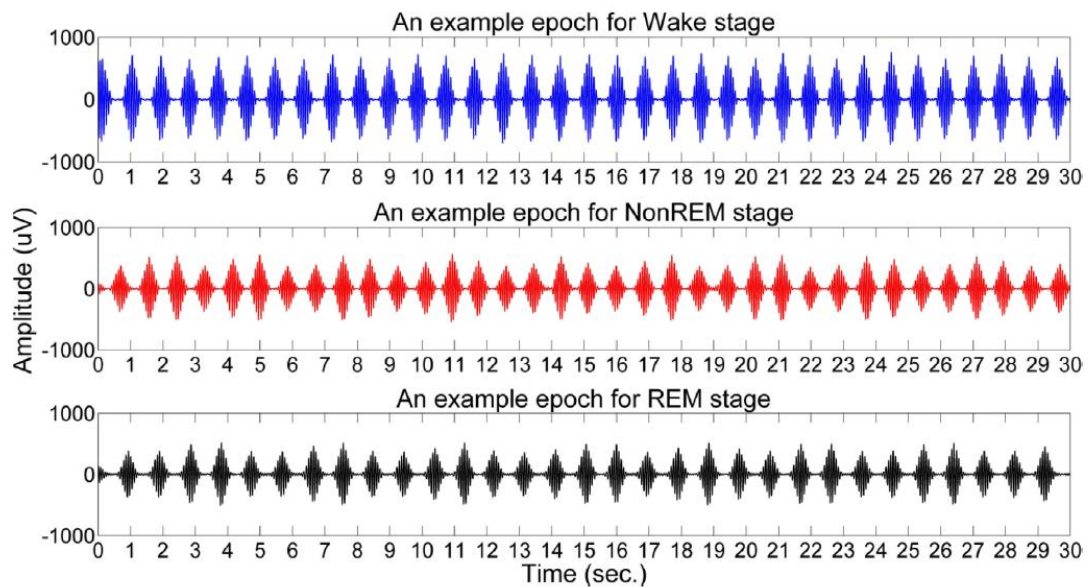 An example epoch for Wake stage
1000
0
-1000
0 1 2 3 4 5 6 7 8 9 10 11 12 13 14 15 16 17 18 19 20 21 22 23 24 25 26 27 28 29 30
An example epoch for NonREM stage
1000
0
-1000
0 1 2 3 4 5 6 7 8 9 10 11 12 13 14 15 16 17 18 19 20 21 22 23 24 25 26 27 28 29 30
Amplitude (uV)
An example epoch for REM stage
1000
0
-1000
0 1 2 3 4 5 6 7 8 9 10 11 12 13 14 15 16 17 18 19 20 21 22 23 24 25 26 27 28 29 30
Time (sec.)